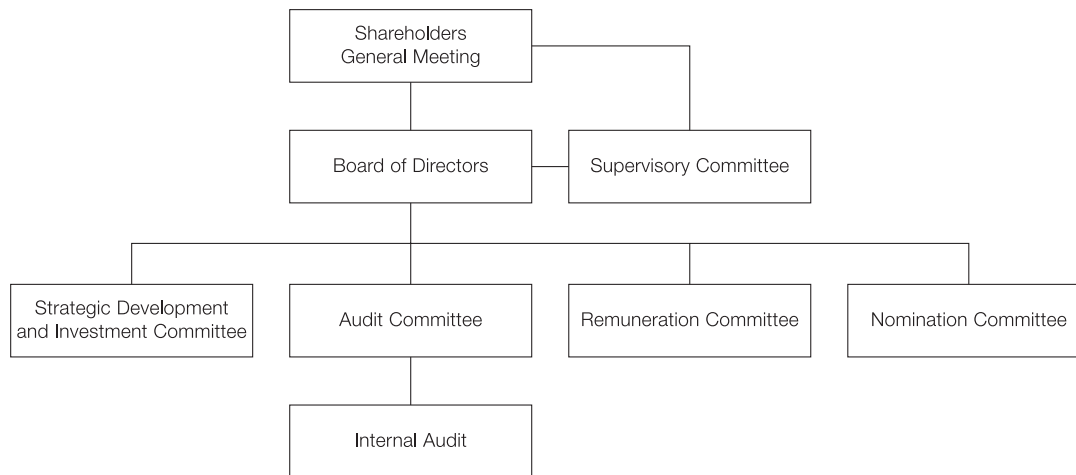 Shareholders
General Meeting
Board of Directors
Supervisory Committee
Strategic Development
and Investment Committee
Audit Committee
Remuneration Committee
Nomination Committee
Internal Audit